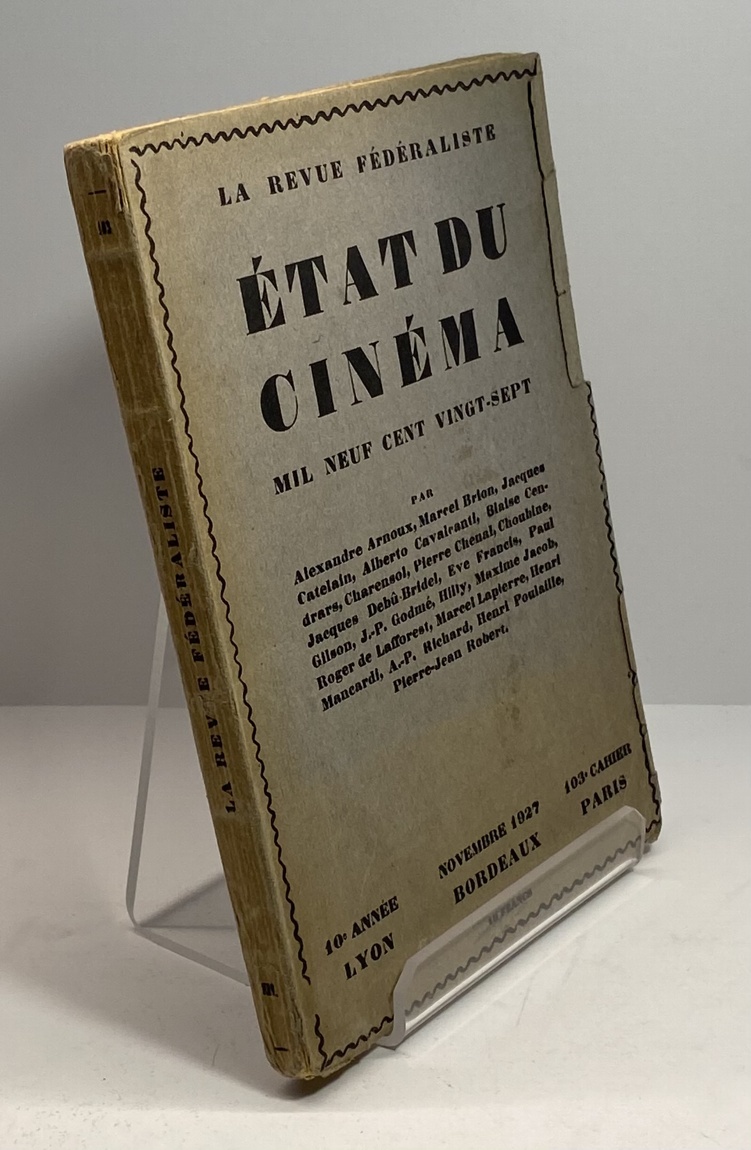 LA REVUE FÉDÉRALISTE
ÉTAT DU
CINÉMA
MIL NEUF CENT VINGT-SEPT
PAR
Alexandre Arnoux, Marcel Brion, Jacques
Catelain, Alberto Cavalcanti, Blaise Cen-
drars, Charensol, Pierre Chenal, Choubine,
Jacques Debû-Bridel, Eve Francis, Paul
Gilson, J.-P. Godmé, Hilly, Maxime Jacob,
Roger de Lafforest, Marcel Lapierre, Henri
Mancardi, A.-P. Richard, Henri Poulaille,
Pierre-Jean Robert.
10e ANNÉE
NOVEMBRE 1927
103e CAHIER
LYON
BORDEAUX
PARIS
103
LA REVUE FÉDÉRALISTE